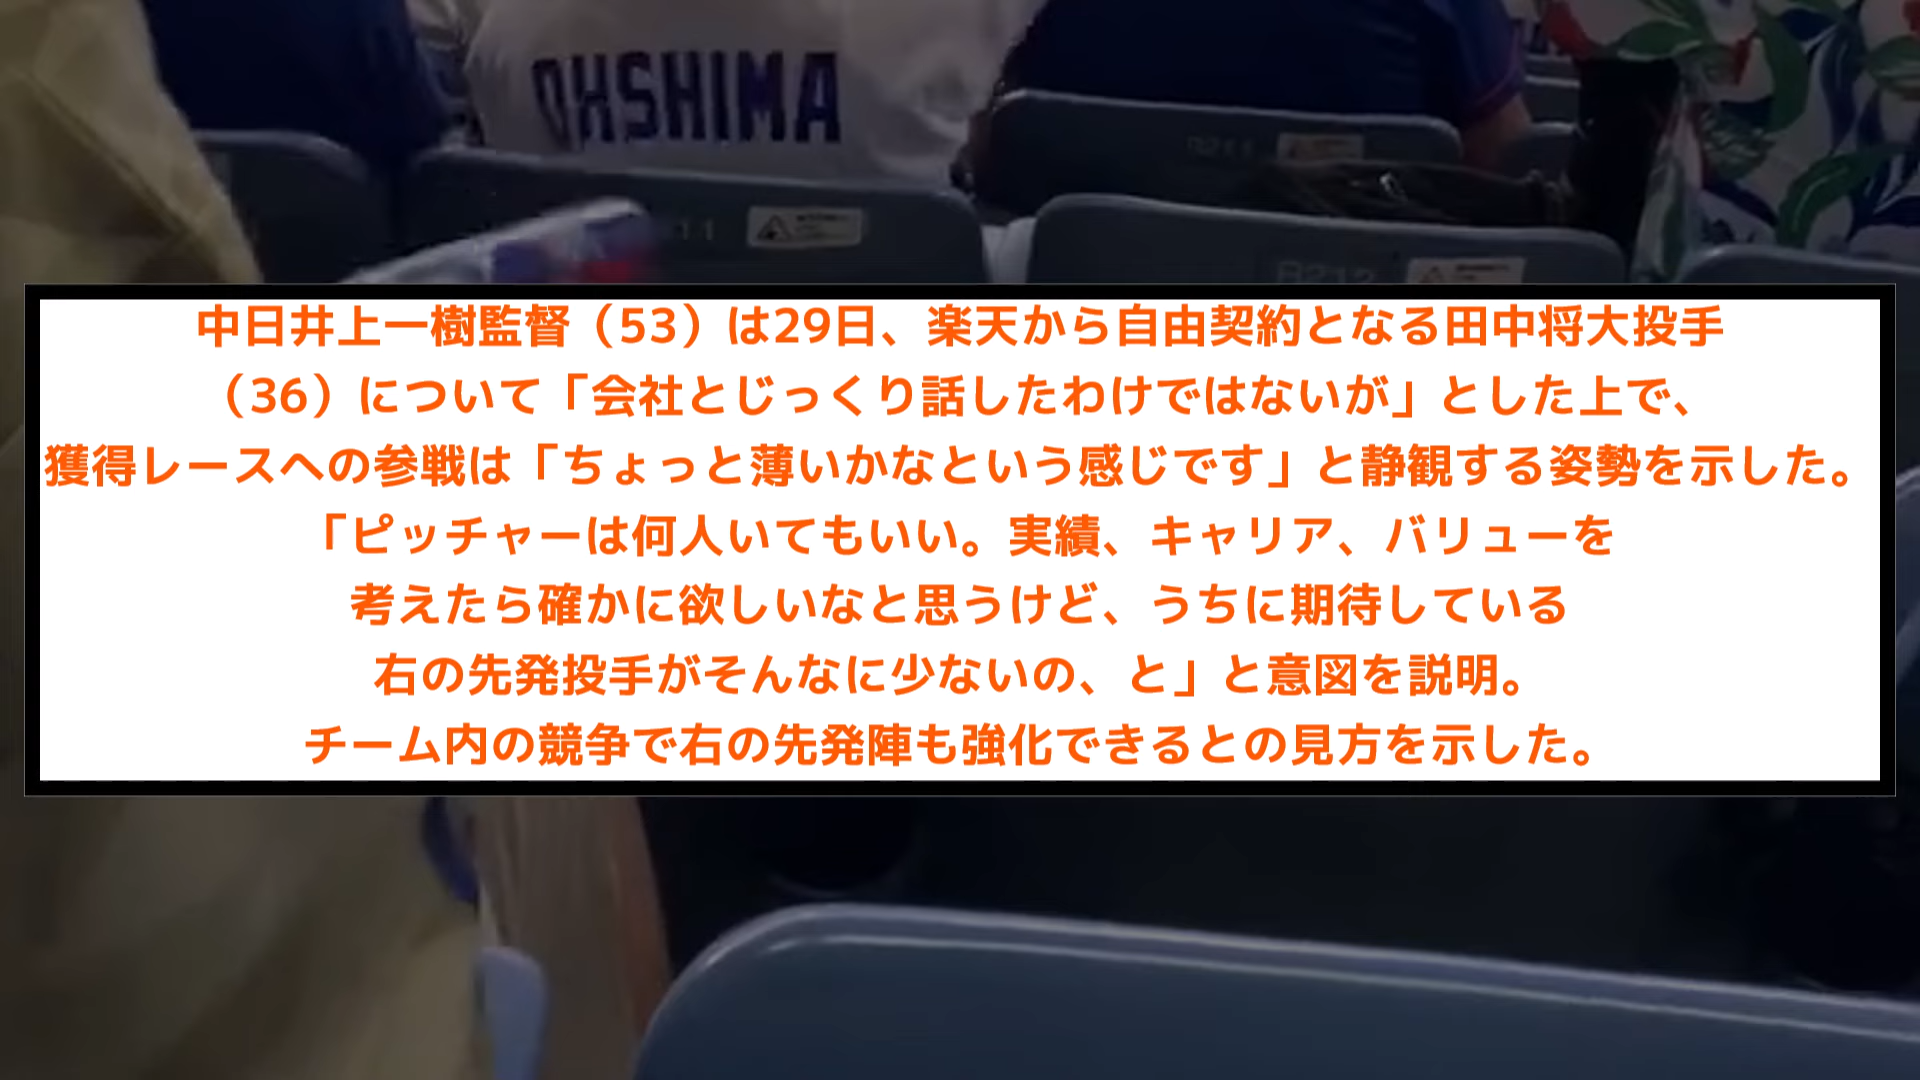 OHSHIMA
R211
11
R212
中日井上一樹監督（53）は29日、楽天から自由契約となる田中将大投手
（36）について「会社とじっくり話したわけではないが」とした上で、
獲得レースへの参戦は「ちょっと薄いかなという感じです」と静観する姿勢を示した。
「ピッチャーは何人いてもいい。実績、キャリア、バリューを
考えたら確かに欲しいなと思うけど、うちに期待している
右の先発投手がそんなに少ないの、と」と意図を説明。
チーム内の競争で右の先発陣も強化できるとの見方を示した。